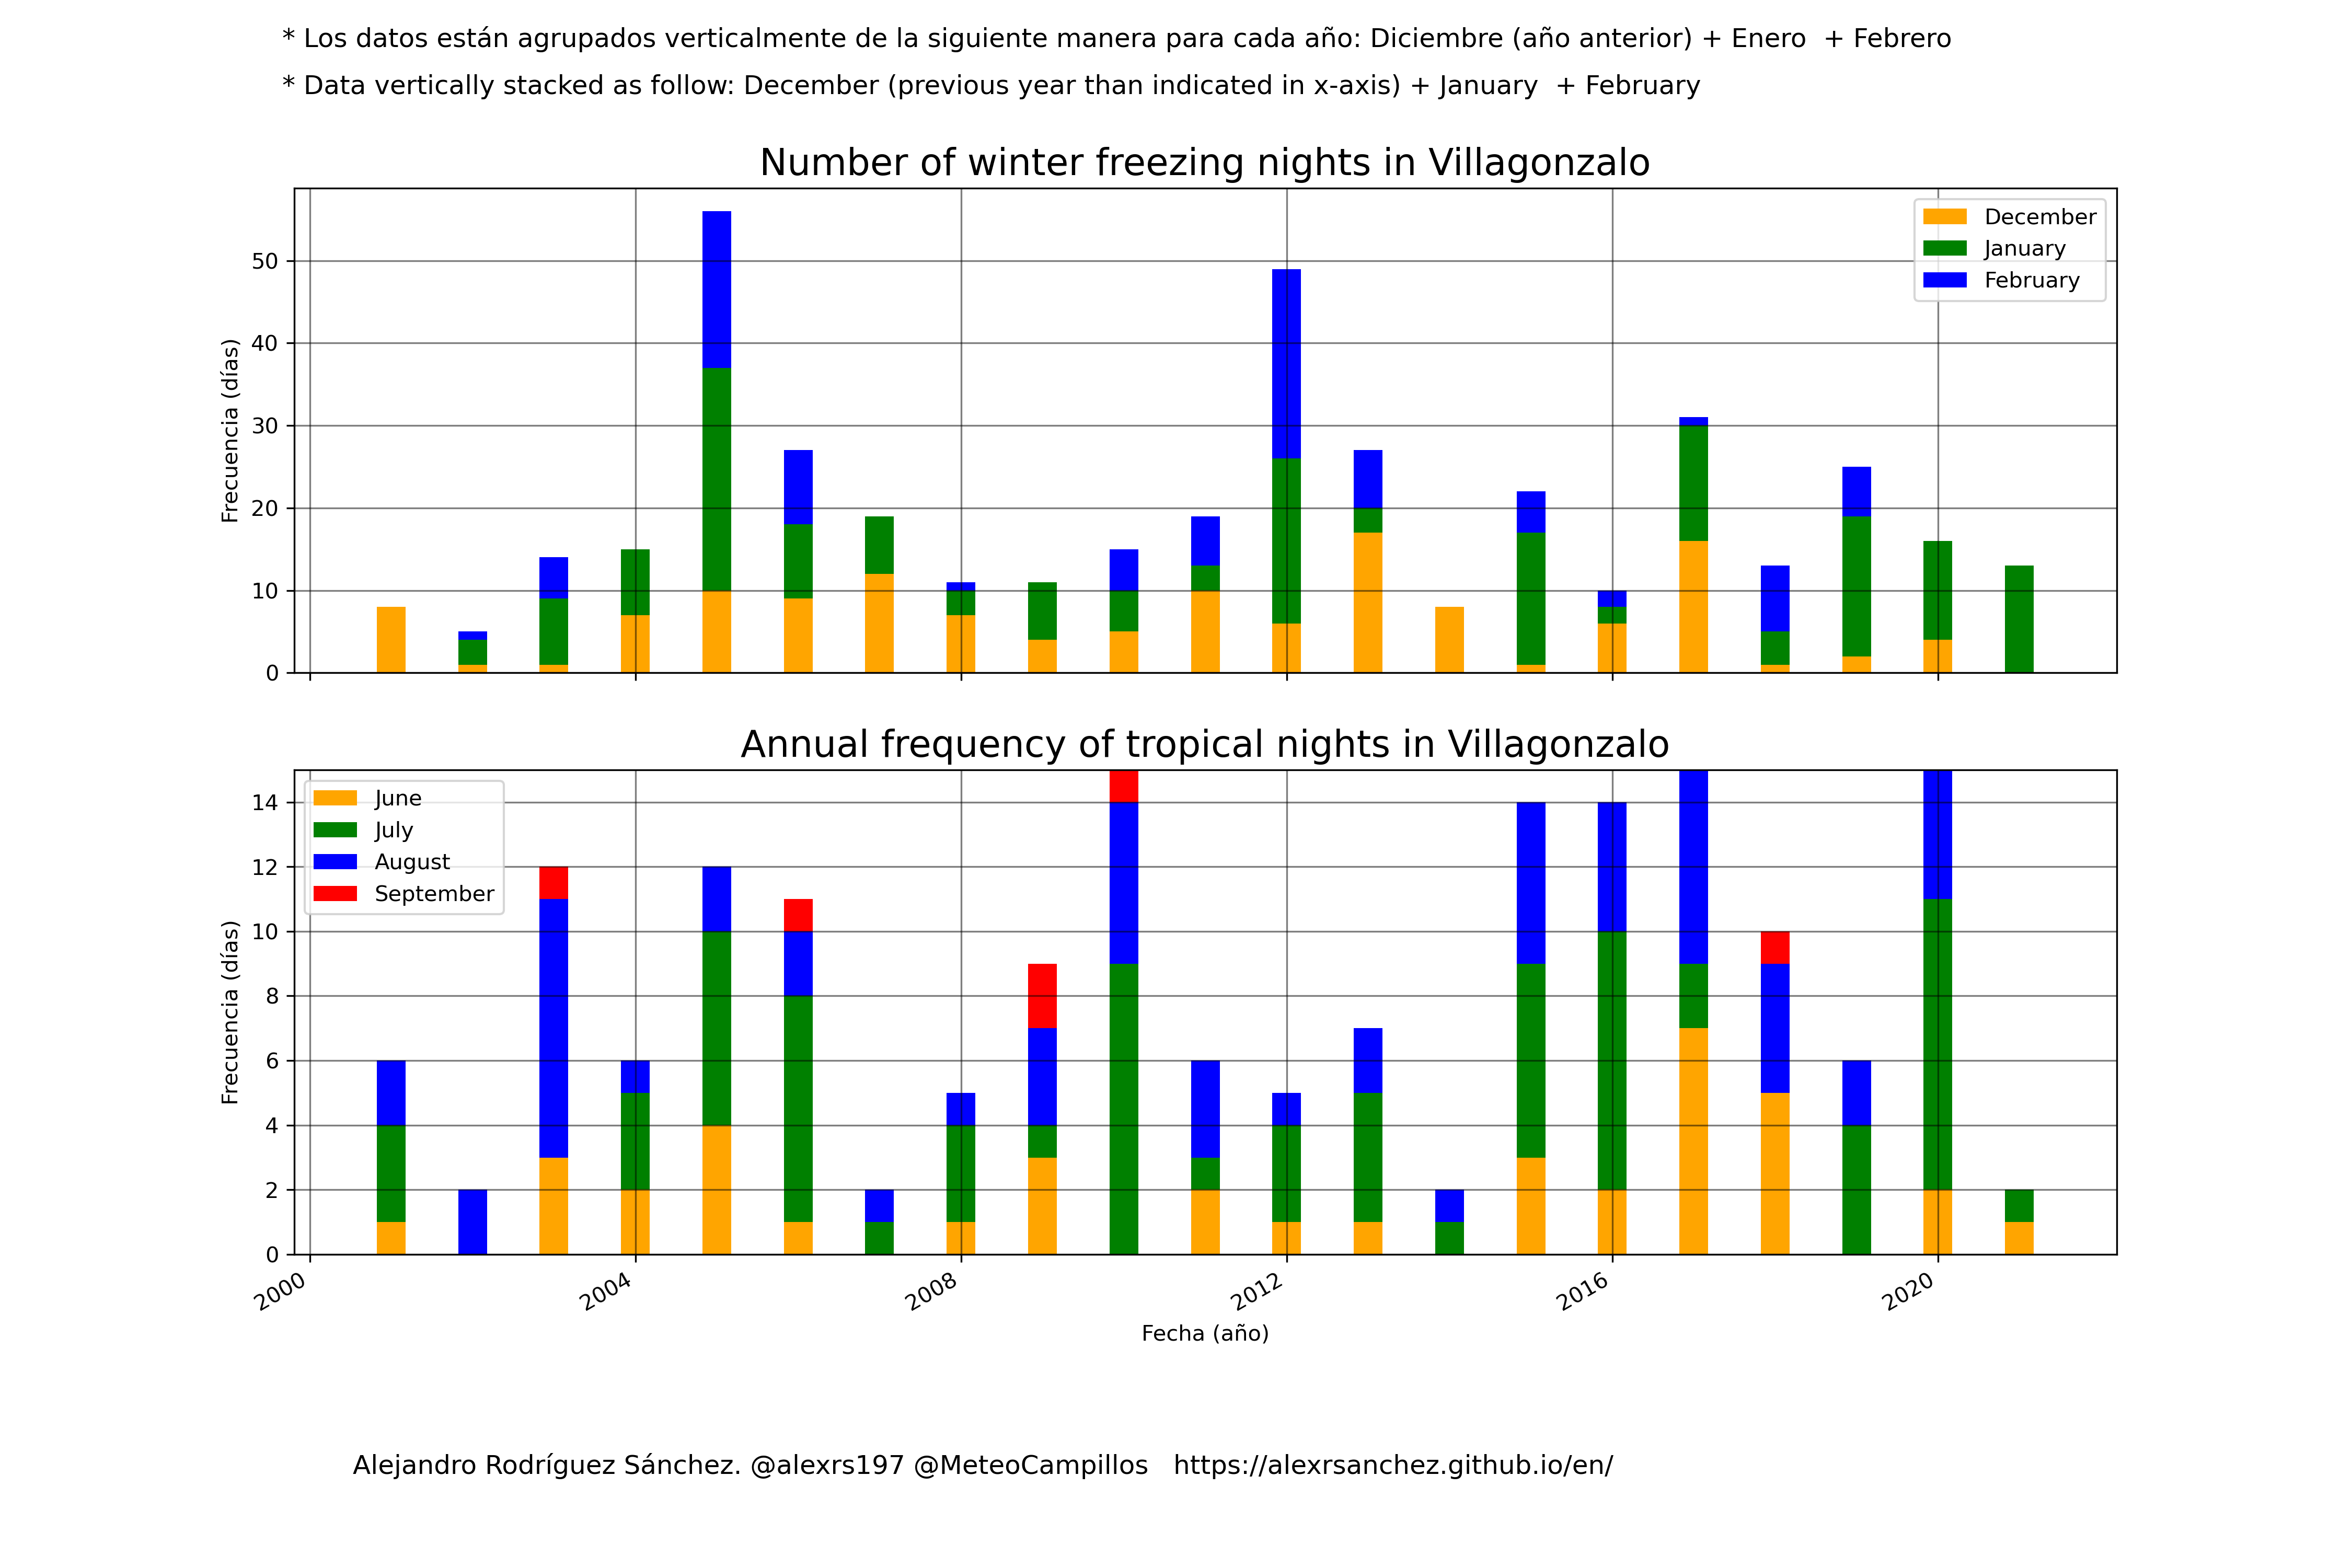 * Los datos están agrupados verticalmente de la siguiente manera para cada año: Diciembre (año anterior) + Enero  + Febrero
* Data vertically stacked as follow: December (previous year than indicated in x-axis) + January  + February
Number of winter freezing nights in Villagonzalo
Frecuencia (días)
50
40
30
20
10
0
December
January
February
Annual frequency of tropical nights in Villagonzalo
Frecuencia (días)
14
12
10
8
6
4
2
0
June
July
August
September
2000
2004
2008
2012
2016
2020
Fecha (año)
Alejandro Rodríguez Sánchez. @alexrs197 @MeteoCampillos   https://alexrsanchez.github.io/en/